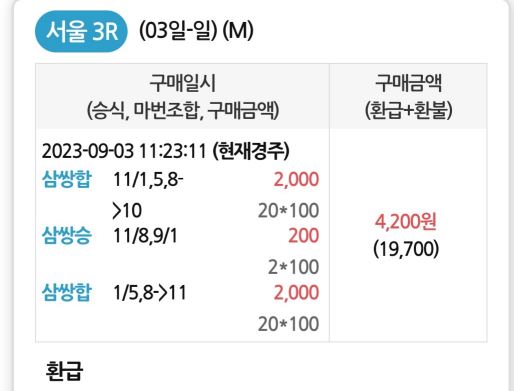 서울 3R (03일-일) (M)
구매일시 구매금액
(승식, 마번조합, 구매금액) (환급+환불)
2023-09-03 11:23:11 (현재경주)
삼쌍합 11/1,5,8- 2,000
>10 20*100
삼쌍승 11/8,9/1 200
2*100
삼쌍합 1/5,8->11 2,000
20*100
4,200원
(19,700)
환급